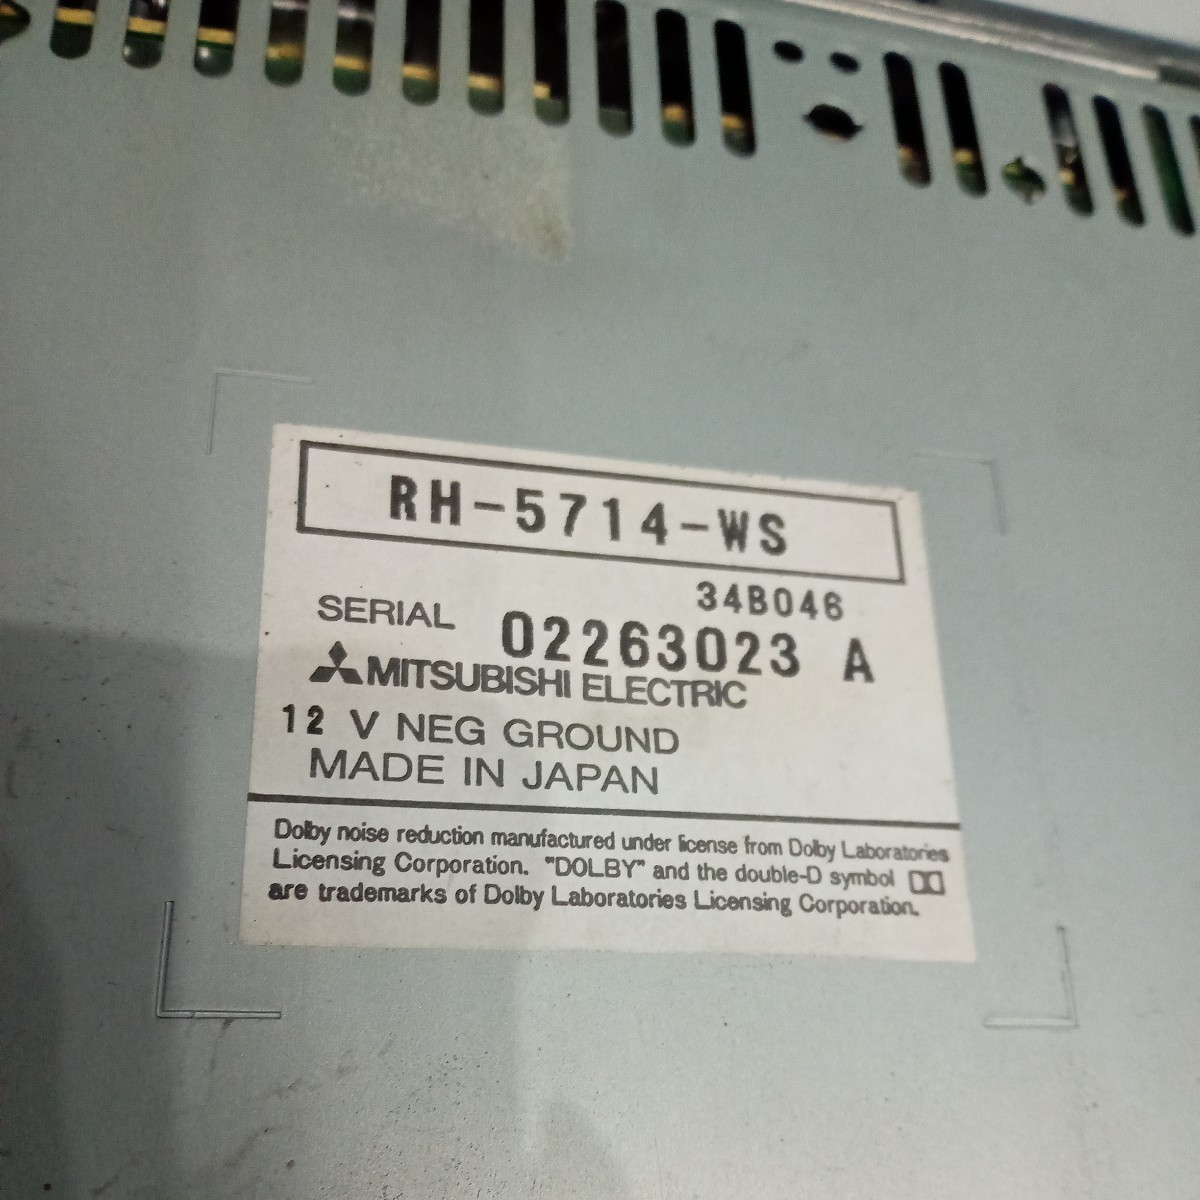 RH-5714-WS
34B046
SERIAL 02263023 A
MITSUBISHI ELECTRIC
12 V NEG GROUND
MADE IN JAPAN
Dolby noise reduction manufactured under license from Dolby Laboratories
Licensing Corporation. "DOLBY" and the double-D symbol
are trademarks of Dolby Laboratories Licensing Corporation.